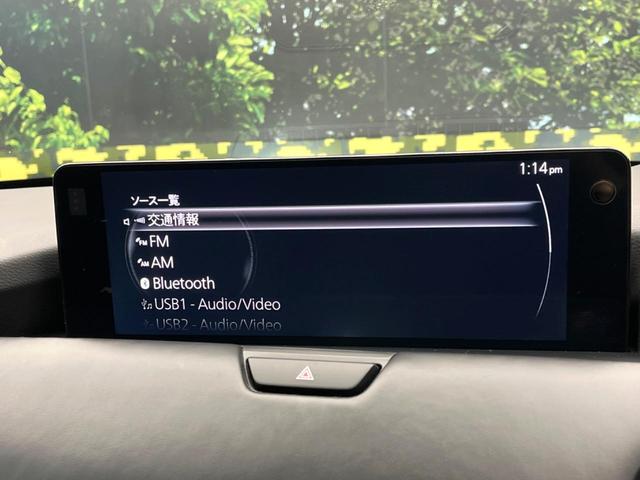 1:14pm
ソース一覧
交通情報
FM
AM
Bluetooth
USB1 - Audio/Video
USB2 - Audio/Video